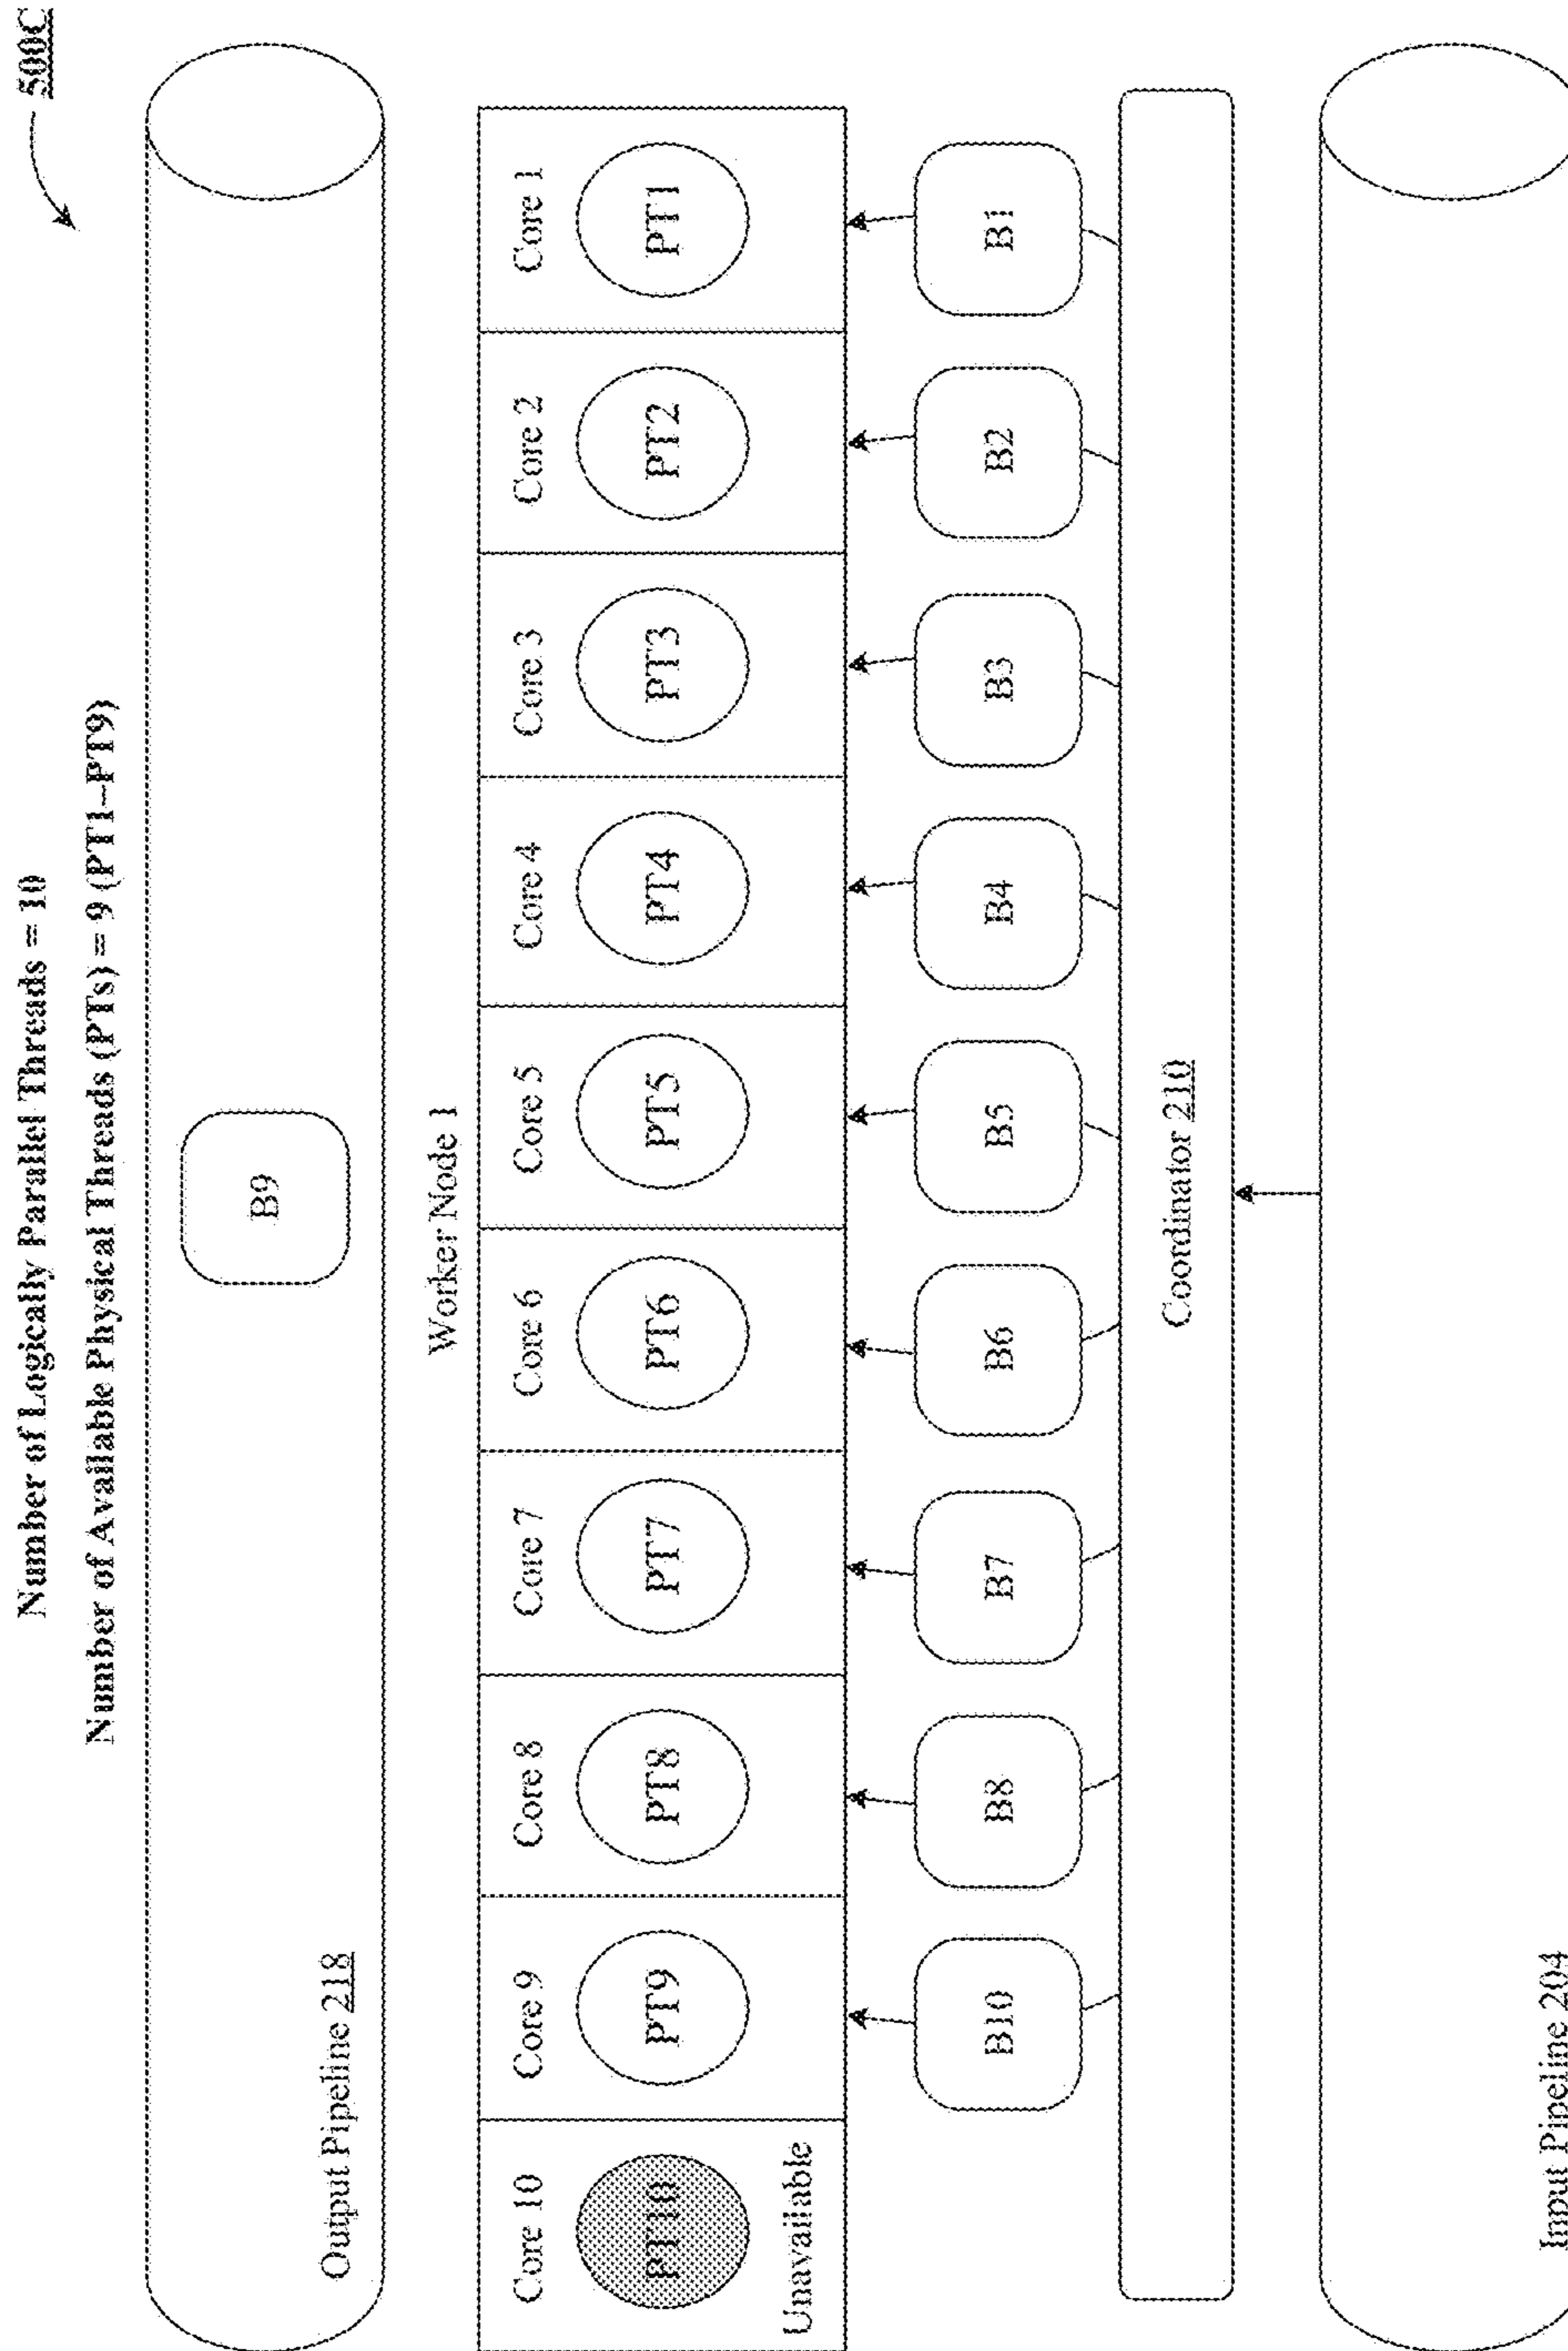 500C
Number of Logically Parallel Threads = 10
Number of Available Physical Threads (PTs) = 9 (PT1–PT9)
B9
Output Pipeline 218
Worker Node 1
Core 10 Core 9 Core 8 Core 7 Core 6 Core 5 Core 4 Core 3 Core 2 Core 1
PT10 PT9 PT8 PT7 PT6 PT5 PT4 PT3 PT2 PT1
Unavailable
B10 B8 B7 B6 B5 B4 B3 B2 B1
Coordinator 210
Input Pipeline 204